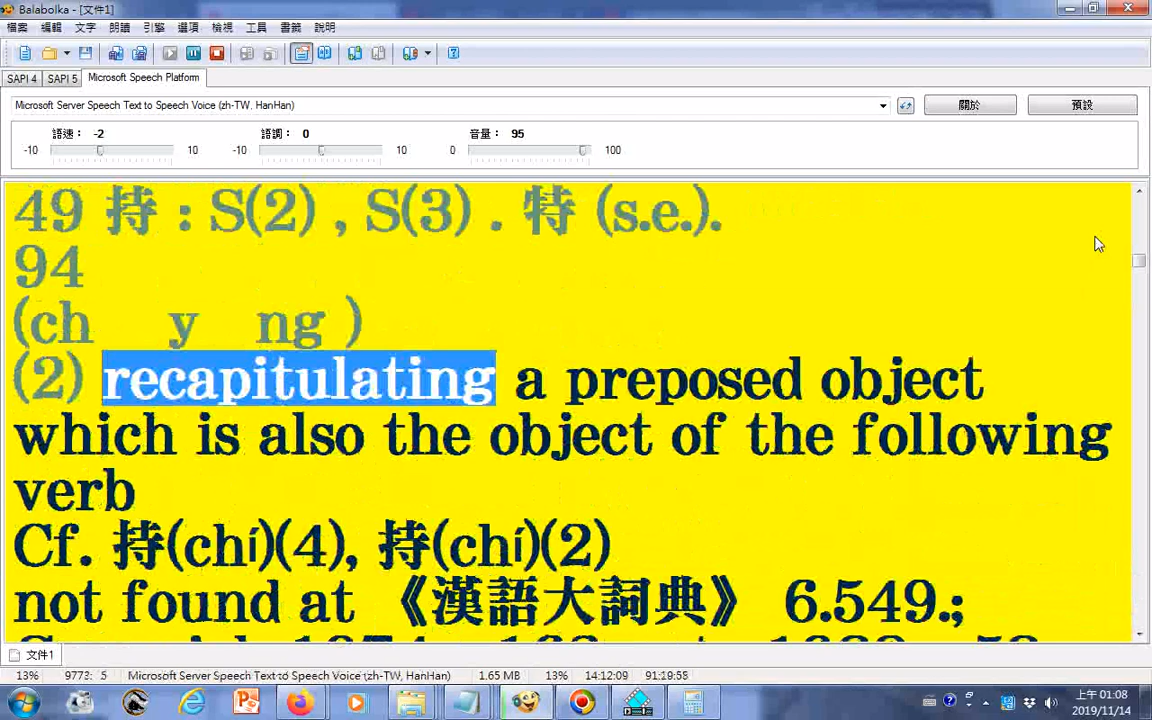 Balabolka - [文件1]
檔案 編輯 文字 朗讀 引擎 選項 檢視 工具 書籤 說明
SAPI 4 SAPI 5 Microsoft Speech Platform
Microsoft Server Speech Text to Speech Voice (zh-TW, HanHan) 關於 預設
語速： -2 語調： 0 音量： 95
-10 10 -10 10 0 100
49 持 : S(2) , S(3) . 特 (s.e.).
94
(ch y ng )
(2) recapitulating a preposed object
which is also the object of the following
verb
Cf. 持(chí)(4), 持(chí)(2)
not found at 《漢語大詞典》 6.549.;
文件1
13% 9773: 5 Microsoft Server Speech Text to Speech Voice (zh-TW, HanHan) 1.65 MB 13% 14:12:09 91:19:58
上午 01:08
2019/11/14